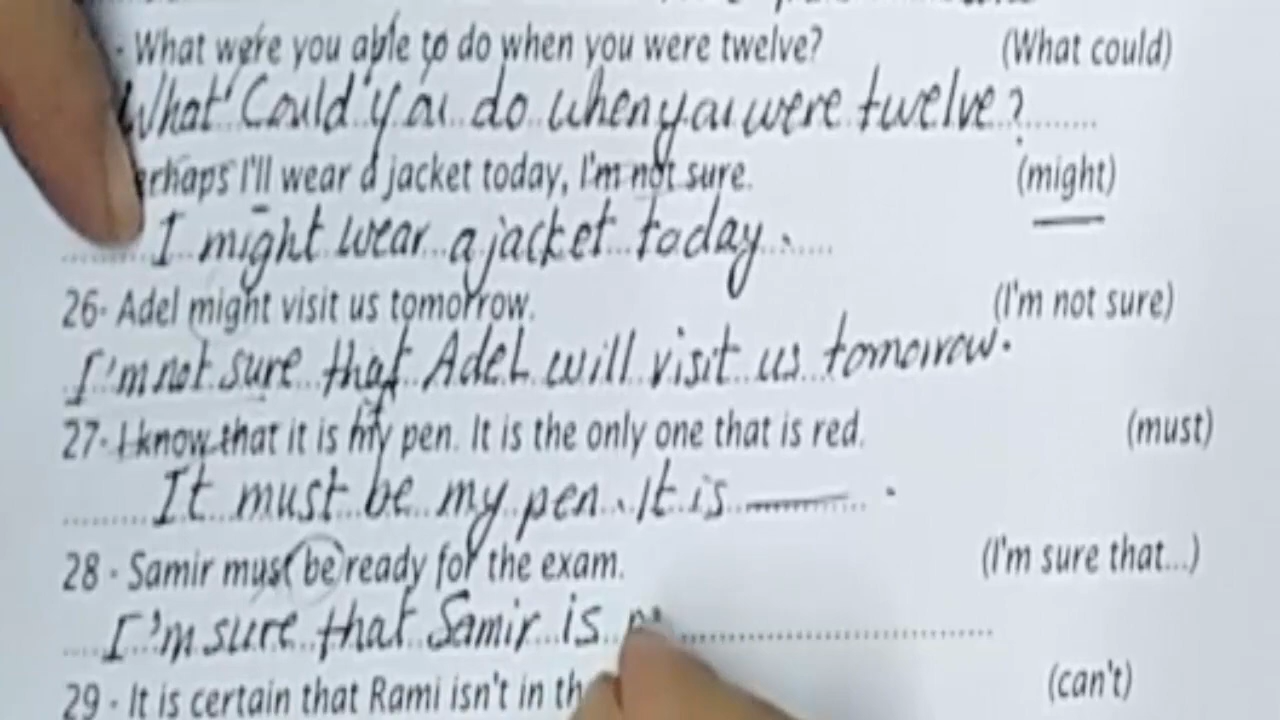 - What were you able to do when you were twelve? (What could)
What Could you do when you were twelve?
erhaps I'll wear a jacket today, I'm not sure. (might)
I might wear a jacket today.
26- Adel might visit us tomorrow. (I'm not sure)
I'm not sure that Adel will visit us tomorrow.
if
27- I know that it is my pen. It is the only one that is red. (must)
It must be my pen. It is ——— .
28 - Samir must be ready for the exam. (I'm sure that...)
I'm sure that Samir is
29 - It is certain that Rami isn't in th (can't)